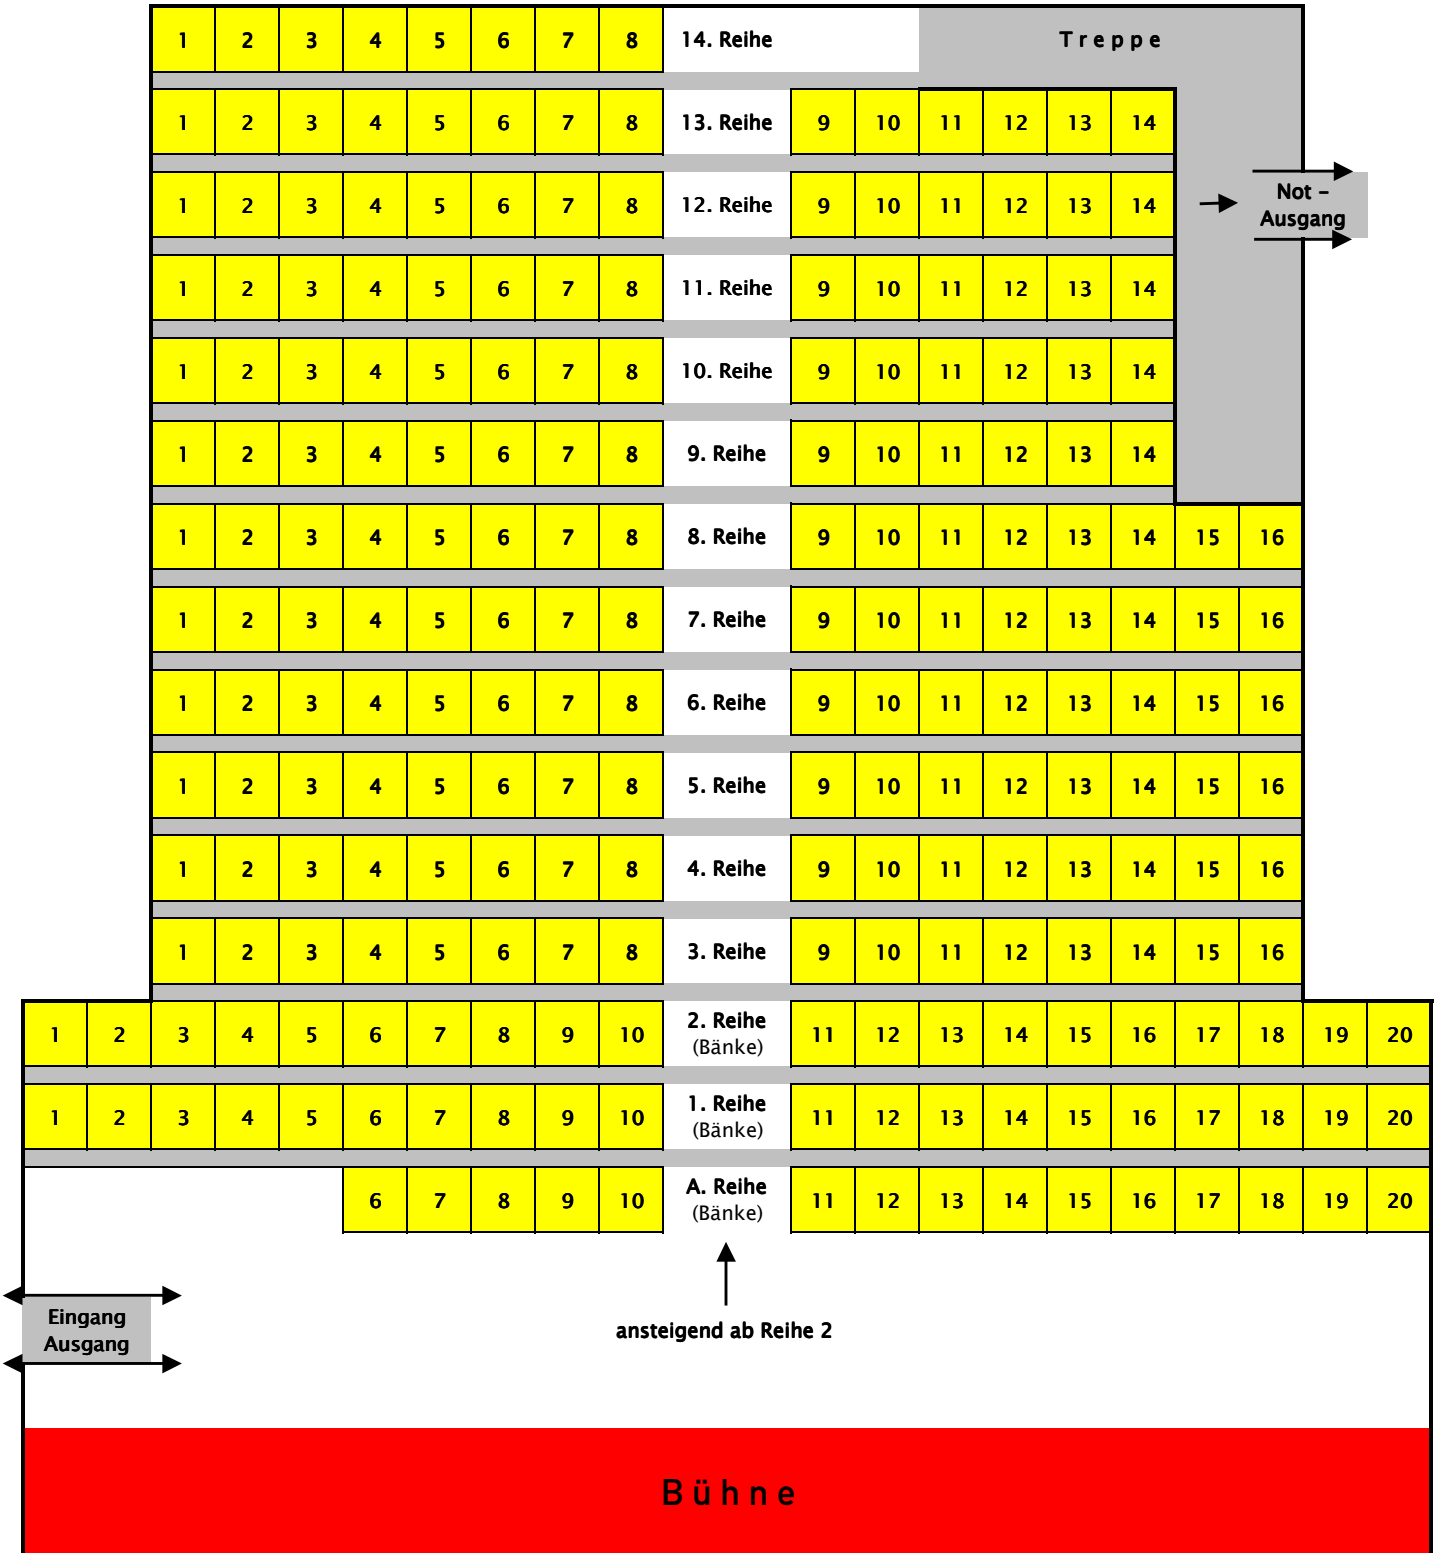 1 2 3 4 5 6 7 8 14. Reihe Treppe
1 2 3 4 5 6 7 8 13. Reihe 9 10 11 12 13 14
1 2 3 4 5 6 7 8 12. Reihe 9 10 11 12 13 14 Not –
Ausgang
1 2 3 4 5 6 7 8 11. Reihe 9 10 11 12 13 14
1 2 3 4 5 6 7 8 10. Reihe 9 10 11 12 13 14
1 2 3 4 5 6 7 8 9. Reihe 9 10 11 12 13 14
1 2 3 4 5 6 7 8 8. Reihe 9 10 11 12 13 14 15 16
1 2 3 4 5 6 7 8 7. Reihe 9 10 11 12 13 14 15 16
1 2 3 4 5 6 7 8 6. Reihe 9 10 11 12 13 14 15 16
1 2 3 4 5 6 7 8 5. Reihe 9 10 11 12 13 14 15 16
1 2 3 4 5 6 7 8 4. Reihe 9 10 11 12 13 14 15 16
1 2 3 4 5 6 7 8 3. Reihe 9 10 11 12 13 14 15 16
1 2 3 4 5 6 7 8 9 10 2. Reihe 11 12 13 14 15 16 17 18 19 20
(Bänke)
1 2 3 4 5 6 7 8 9 10 1. Reihe 11 12 13 14 15 16 17 18 19 20
(Bänke)
6 7 8 9 10 A. Reihe 11 12 13 14 15 16 17 18 19 20
(Bänke)
Eingang
Ausgang
ansteigend ab Reihe 2
Bühne